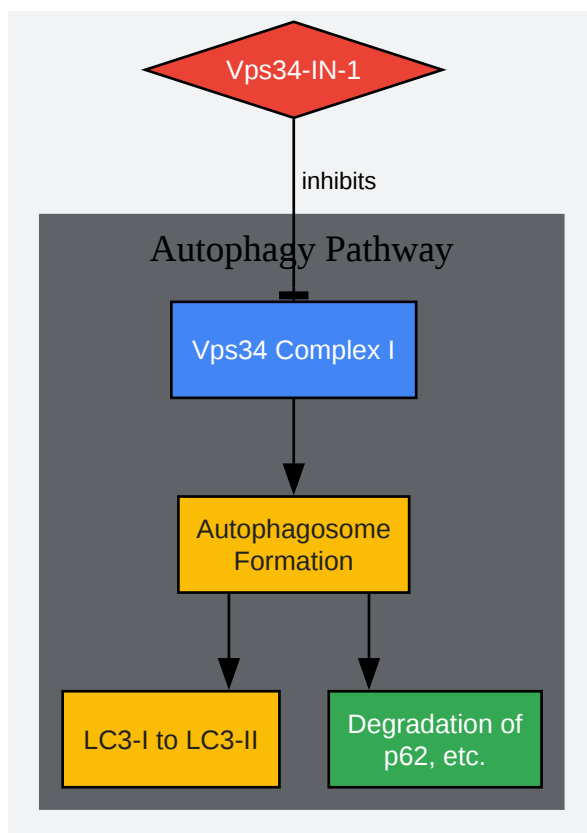 Vps34-IN-1
inhibits
Autophagy Pathway
Vps34 Complex I
Autophagosome
Formation
LC3-I to LC3-II
Degradation of
p62, etc.